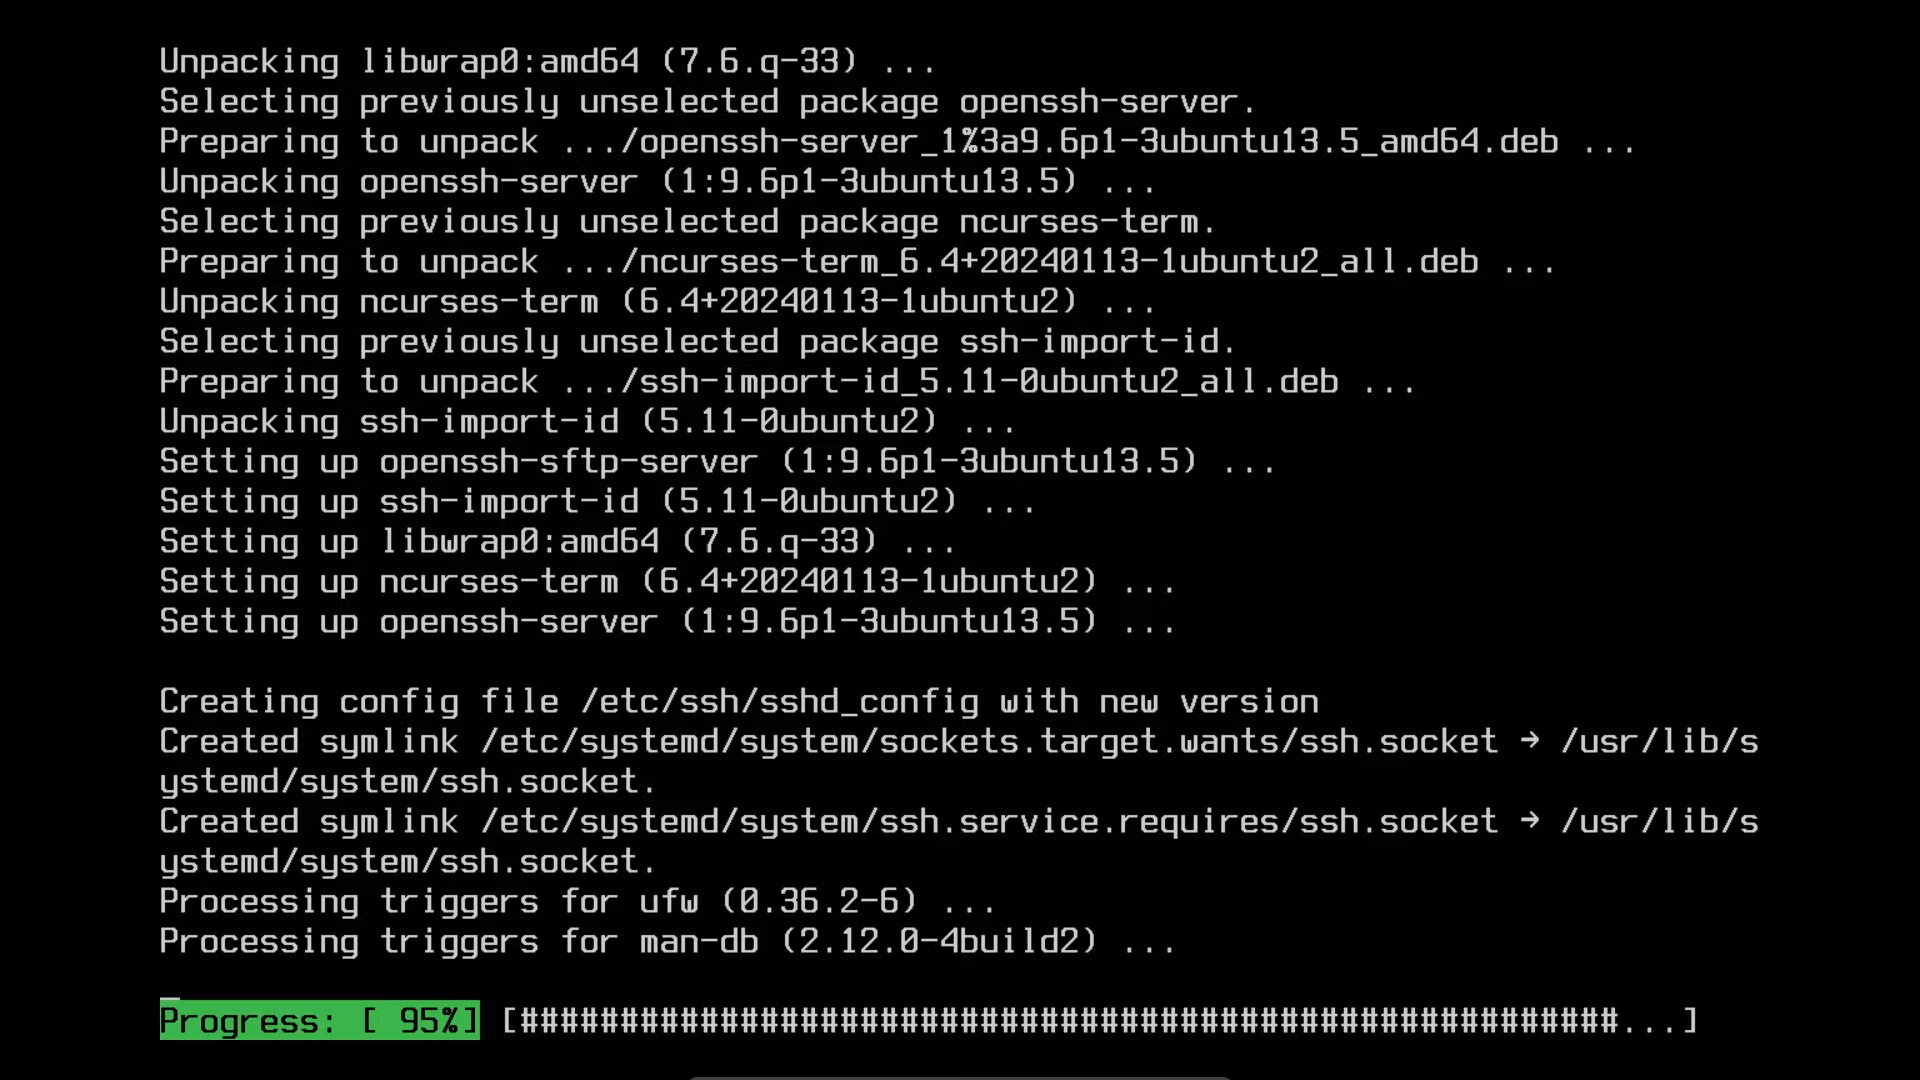 Unpacking libwrap0:amd64 (7.6.q-33) ...
Selecting previously unselected package openssh-server.
Preparing to unpack .../openssh-server_1%3a9.6p1-3ubuntu13.5_amd64.deb ...
Unpacking openssh-server (1:9.6p1-3ubuntu13.5) ...
Selecting previously unselected package ncurses-term.
Preparing to unpack .../ncurses-term_6.4+20240113-1ubuntu2_all.deb ...
Unpacking ncurses-term (6.4+20240113-1ubuntu2) ...
Selecting previously unselected package ssh-import-id.
Preparing to unpack .../ssh-import-id_5.11-0ubuntu2_all.deb ...
Unpacking ssh-import-id (5.11-0ubuntu2) ...
Setting up openssh-sftp-server (1:9.6p1-3ubuntu13.5) ...
Setting up ssh-import-id (5.11-0ubuntu2) ...
Setting up libwrap0:amd64 (7.6.q-33) ...
Setting up ncurses-term (6.4+20240113-1ubuntu2) ...
Setting up openssh-server (1:9.6p1-3ubuntu13.5) ...

Creating config file /etc/ssh/sshd_config with new version
Created symlink /etc/systemd/system/sockets.target.wants/ssh.socket → /usr/lib/s
ystemd/system/ssh.socket.
Created symlink /etc/systemd/system/ssh.service.requires/ssh.socket → /usr/lib/s
ystemd/system/ssh.socket.
Processing triggers for ufw (0.36.2-6) ...
Processing triggers for man-db (2.12.0-4build2) ...

Progress: [ 95%] [#######################################################...]